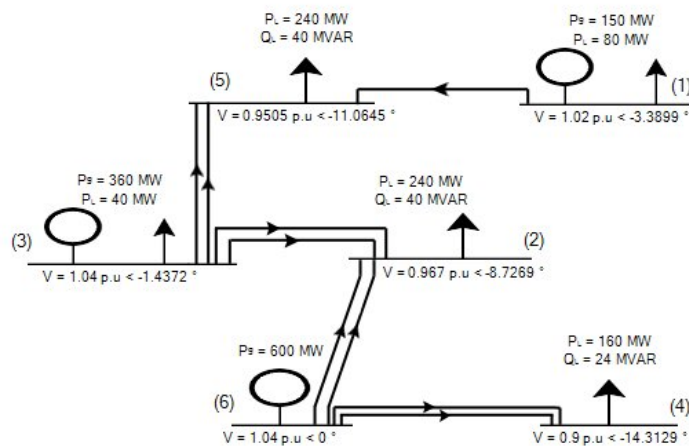 PL = 240 MW
QL = 40 MVAR
Pg = 150 MW
PL = 80 MW
(5)
(1)
V = 0.9505 p.u < -11.0645 °
V = 1.02 p.u < -3.3899 °
Pg = 360 MW
PL = 40 MW
PL = 240 MW
QL = 40 MVAR
(3)
(2)
V = 1.04 p.u < -1.4372 °
V = 0.967 p.u < -8.7269 °
Pg = 600 MW
PL = 160 MW
QL = 24 MVAR
(6)
(4)
V = 1.04 p.u < 0 °
V = 0.9 p.u < -14.3129 °